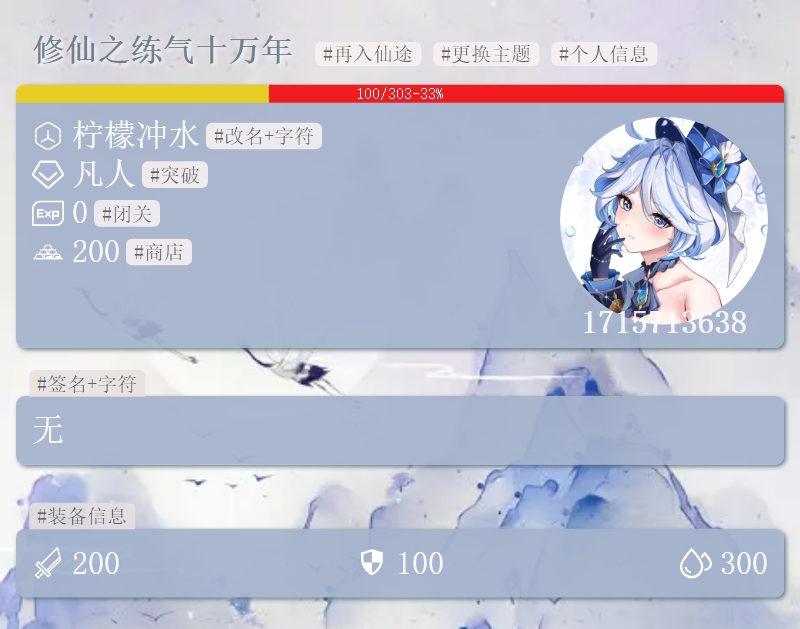 修仙之练气十万年 #再入仙途 #更换主题 #个人信息
100/303-33%
柠檬冲水 #改名+字符
凡人 #突破
Exp 0 #闭关
200 #商店
1715713638
#签名+字符
无
#装备信息
200 100 300